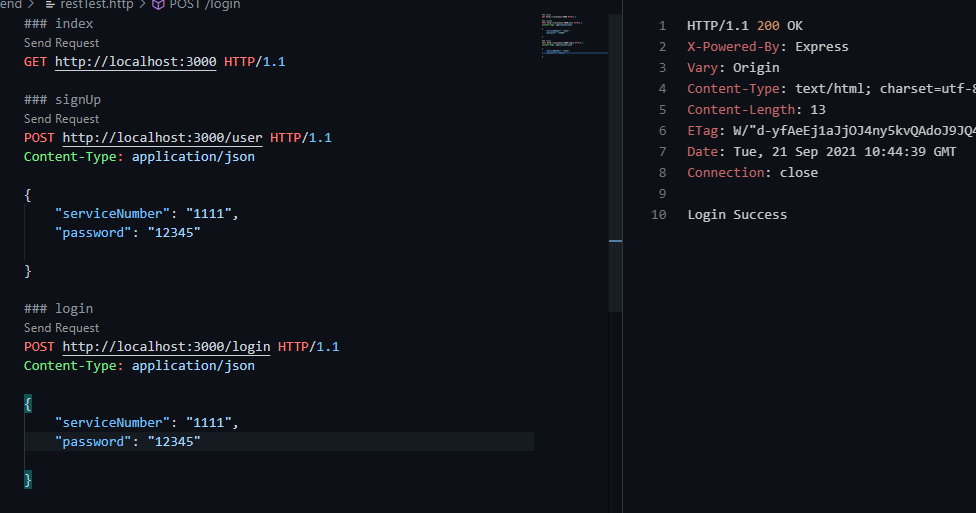 end > restTest.http > POST /login
### index
Send Request
GET http://localhost:3000 HTTP/1.1
### signUp
Send Request
POST http://localhost:3000/user HTTP/1.1
Content-Type: application/json
{
"serviceNumber": "1111",
"password": "12345"
}
### login
Send Request
POST http://localhost:3000/login HTTP/1.1
Content-Type: application/json
{
"serviceNumber": "1111",
"password": "12345"
}
1 HTTP/1.1 200 OK
2 X-Powered-By: Express
3 Vary: Origin
4 Content-Type: text/html; charset=utf-8
5 Content-Length: 13
6 ETag: W/"d-yfAeEj1aJjOJ4ny5kvQAdoJ9JQ4
7 Date: Tue, 21 Sep 2021 10:44:39 GMT
8 Connection: close
9
10 Login Success